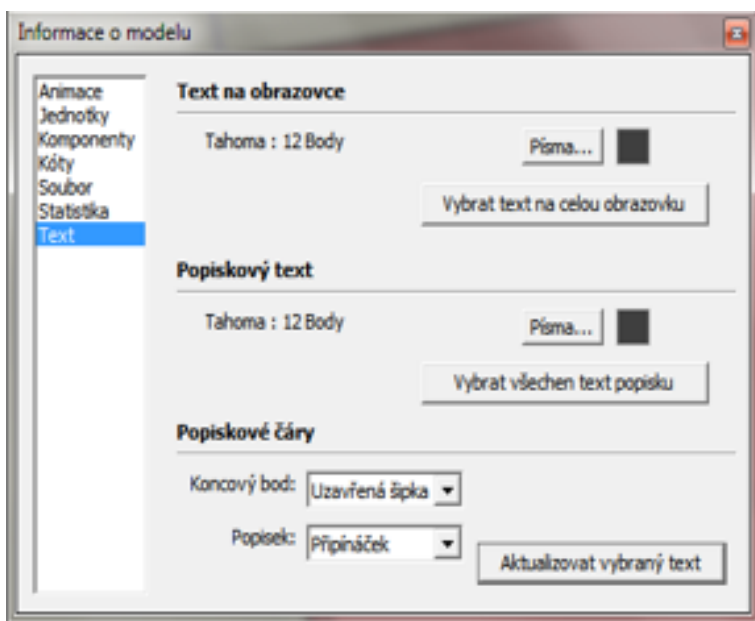 Informace o modelu
Animace
Jednotky
Komponenty
Kóty
Soubor
Statistika
Text
Text na obrazovce
Tahoma : 12 Body
Písma...
Vybrat text na celou obrazovku
Popiskový text
Tahoma : 12 Body
Písma...
Vybrat všechen text popisku
Popiskové čáry
Koncový bod: Uzavřená šipka
Popisek: Připínáček
Aktualizovat vybraný text